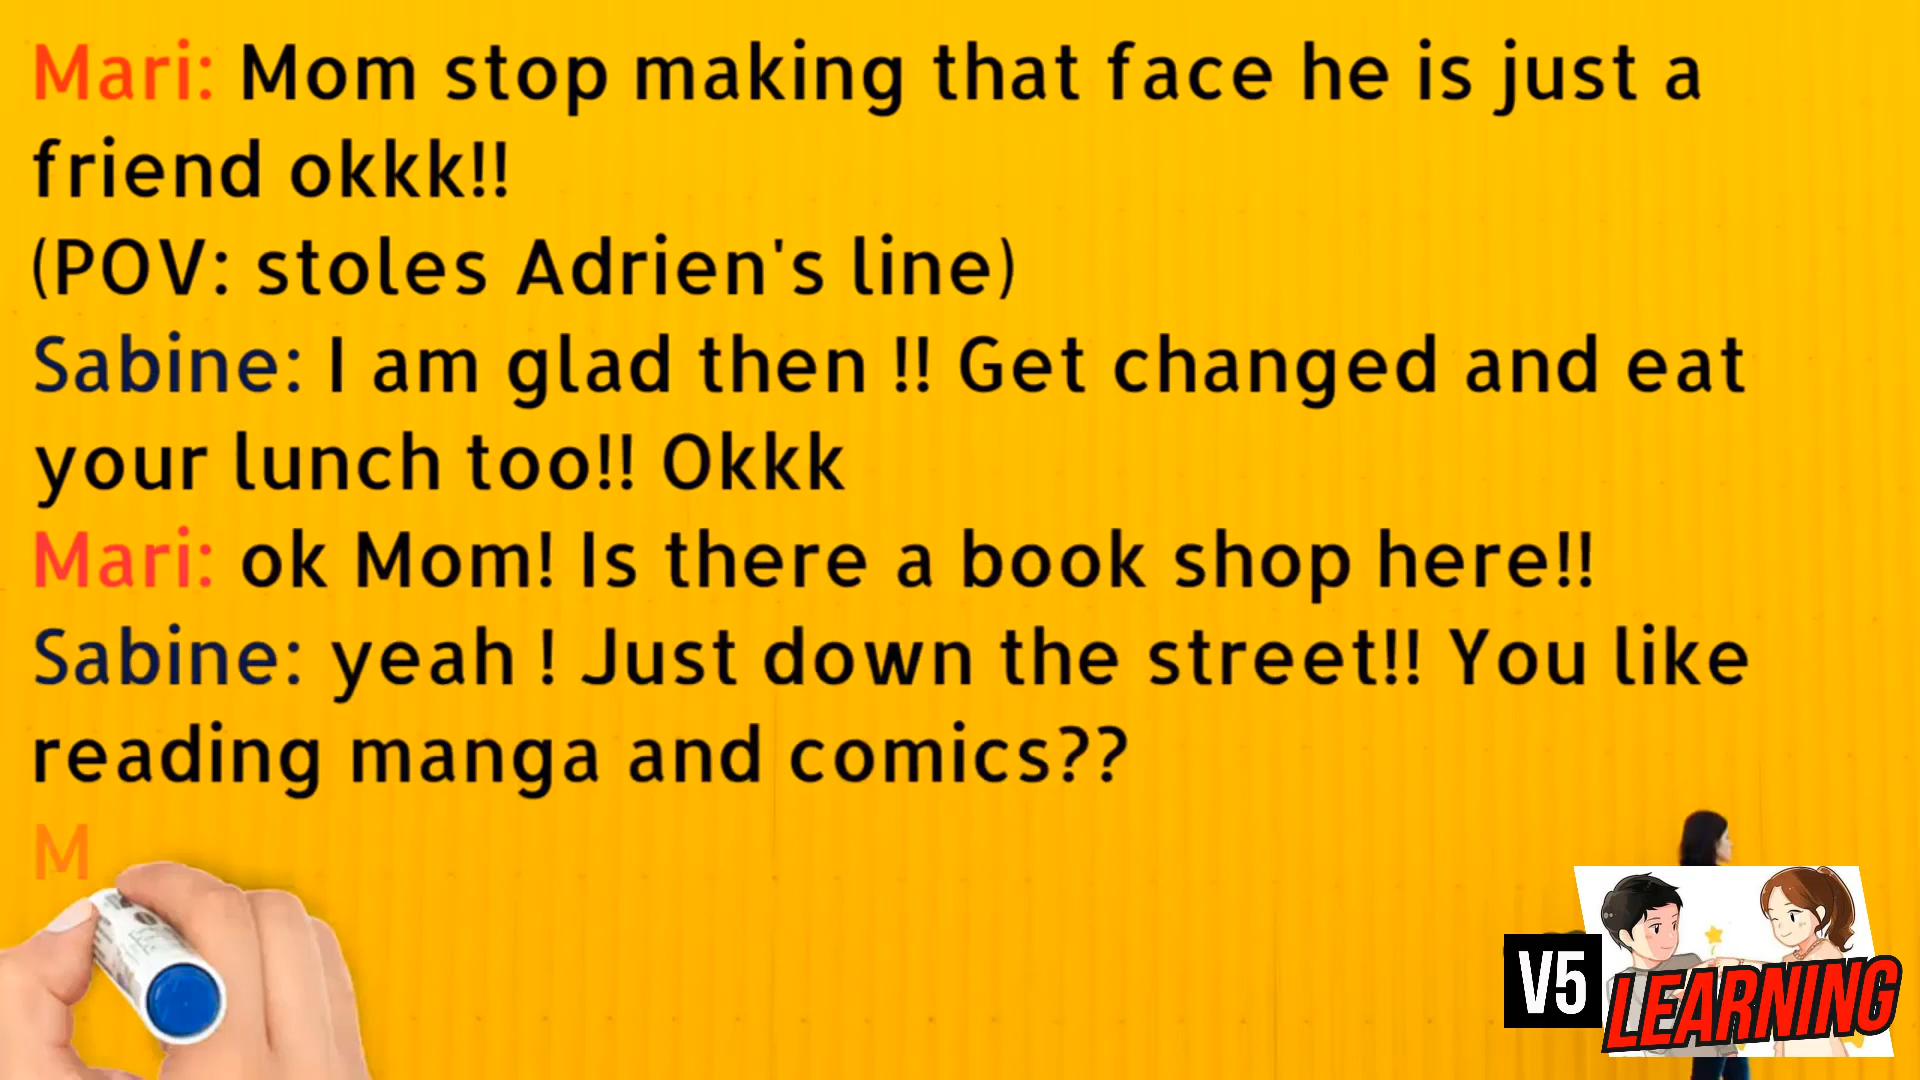 Mari: Mom stop making that face he is just a
friend okkk!!
(POV: stoles Adrien's line)
Sabine: I am glad then !! Get changed and eat
your lunch too!! Okkk
Mari: ok Mom! Is there a book shop here!!
Sabine: yeah ! Just down the street!! You like
reading manga and comics??
M
V5
LEARNING